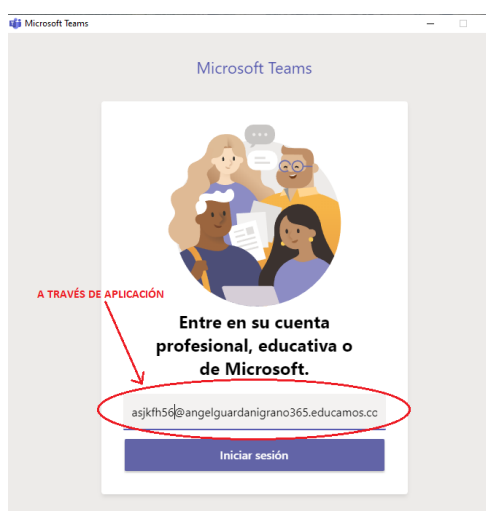 Microsoft Teams
Microsoft Teams
A TRAVÉS DE APLICACIÓN
Entre en su cuenta
profesional, educativa o
de Microsoft.
asjkfh56@angelguardanigrano365.educamos.cc
Iniciar sesión